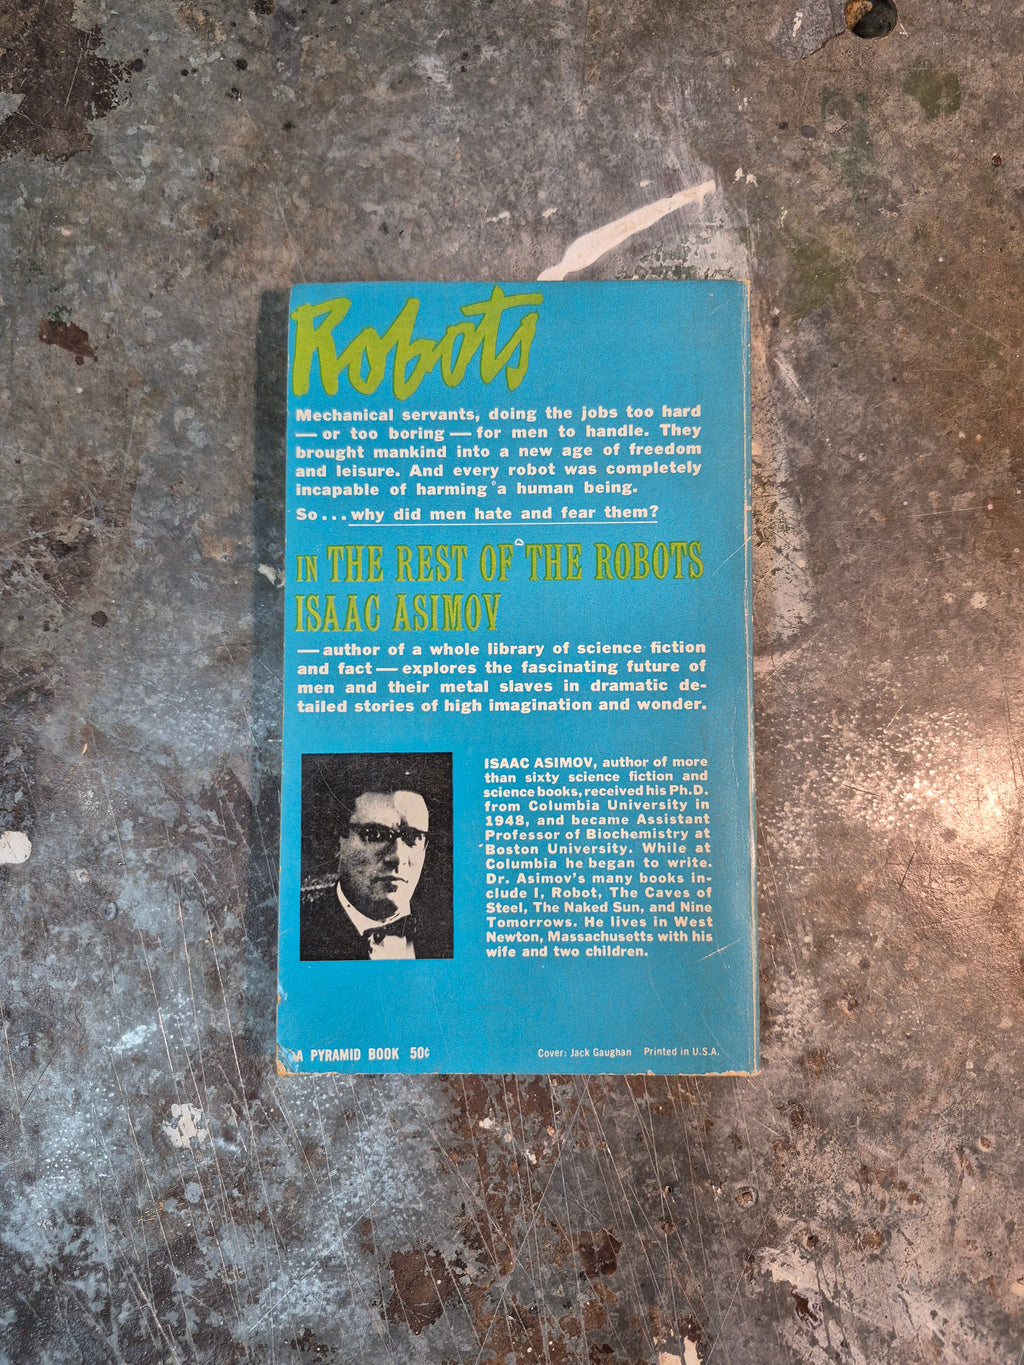 Robots
Mechanical servants, doing the jobs too hard
— or too boring — for men to handle. They
brought mankind into a new age of freedom
and leisure. And every robot was completely
incapable of harming a human being.
So...why did men hate and fear them?
IN THE REST OF THE ROBOTS
ISAAC ASIMOV
— author of a whole library of science fiction
and fact — explores the fascinating future of
men and their metal slaves in dramatic de-
tailed stories of high imagination and wonder.
ISAAC ASIMOV, author of more
than sixty science fiction and
science books, received his Ph.D.
from Columbia University in
1948, and became Assistant
Professor of Biochemistry at
Boston University. While at
Columbia he began to write.
Dr. Asimov's many books in-
clude I, Robot, The Caves of
Steel, The Naked Sun, and Nine
Tomorrows. He lives in West
Newton, Massachusetts with his
wife and two children.
A PYRAMID BOOK 50¢
Cover: Jack Gaughan Printed in U.S.A.